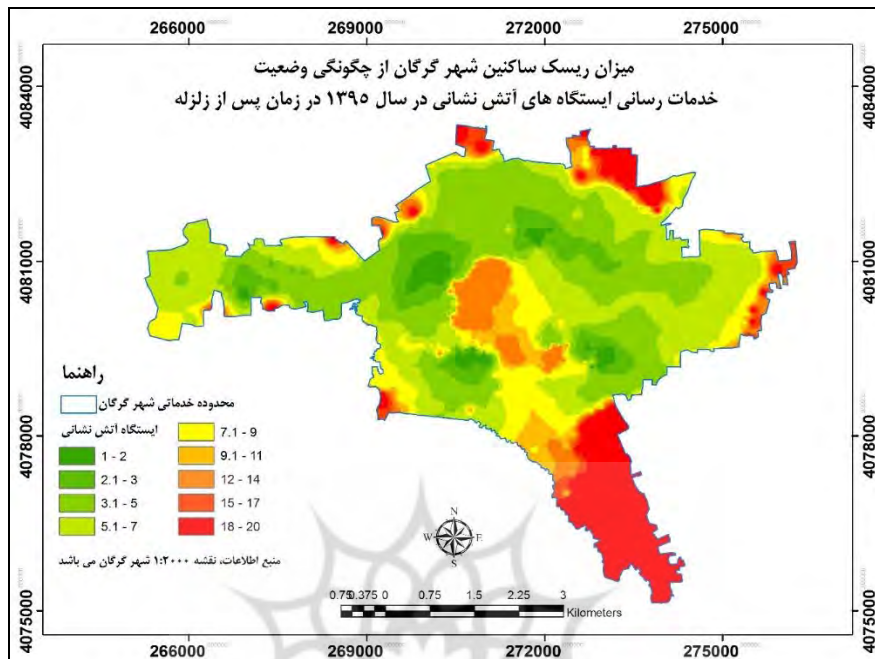 266000 269000 272000 275000
میزان ریسک ساکنین شهر گرگان از چگونگی وضعیت
خدمات رسانی ایستگاه های آتش نشانی در سال ۱۳۹۵ در زمان پس از زلزله
4084000 4084000
4081000 4081000
4078000 4078000
4075000 4075000
راهنما
محدوده خدماتی شهر گرگان
ایستگاه آتش نشانی
1 - 2
2.1 - 3
3.1 - 5
5.1 - 7
7.1 - 9
9.1 - 11
12 - 14
15 - 17
18 - 20
منبع اطلاعات، نقشه ۱:۲۰۰۰ شهر گرگان می باشد
N
W E
S
0.75 0.375 0 0.75 1.5 2.25 3
Kilometers
266000 269000 272000 275000